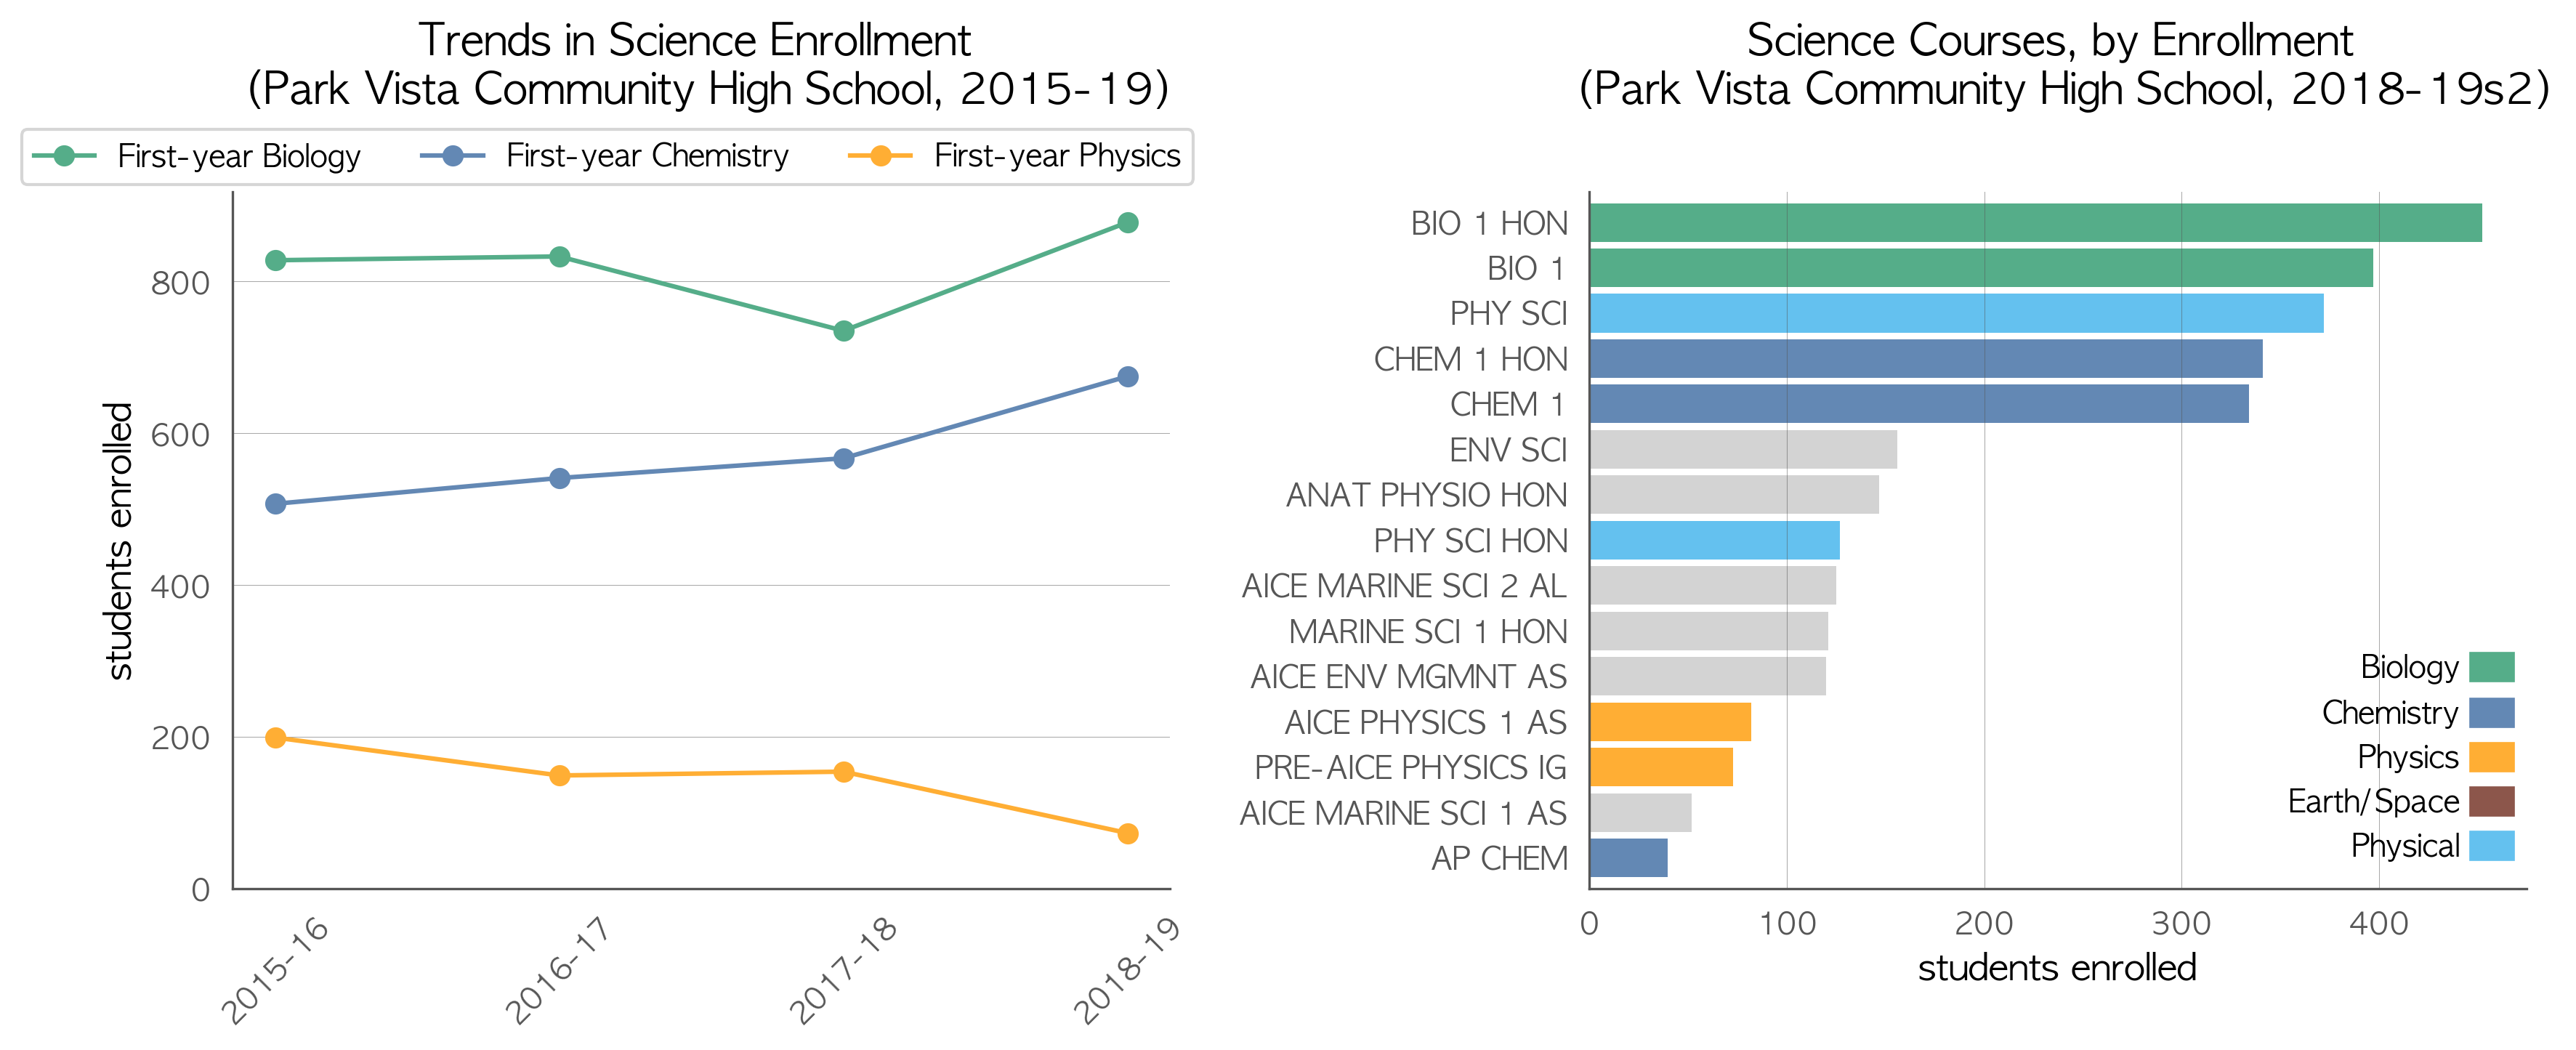 Trends in Science Enrollment
(Park Vista Community High School, 2015-19)
First-year Biology
First-year Chemistry
First-year Physics
students enrolled
800
600
400
200
0
2015-16
2016-17
2017-18
2018-19
Science Courses, by Enrollment
(Park Vista Community High School, 2018-19s2)
BIO 1 HON
BIO 1
PHY SCI
CHEM 1 HON
CHEM 1
ENV SCI
ANAT PHYSIO HON
PHY SCI HON
AICE MARINE SCI 2 AL
MARINE SCI 1 HON
AICE ENV MGMNT AS
AICE PHYSICS 1 AS
PRE-AICE PHYSICS IG
AICE MARINE SCI 1 AS
AP CHEM
Biology
Chemistry
Physics
Earth/Space
Physical
0
100
200
300
400
students enrolled